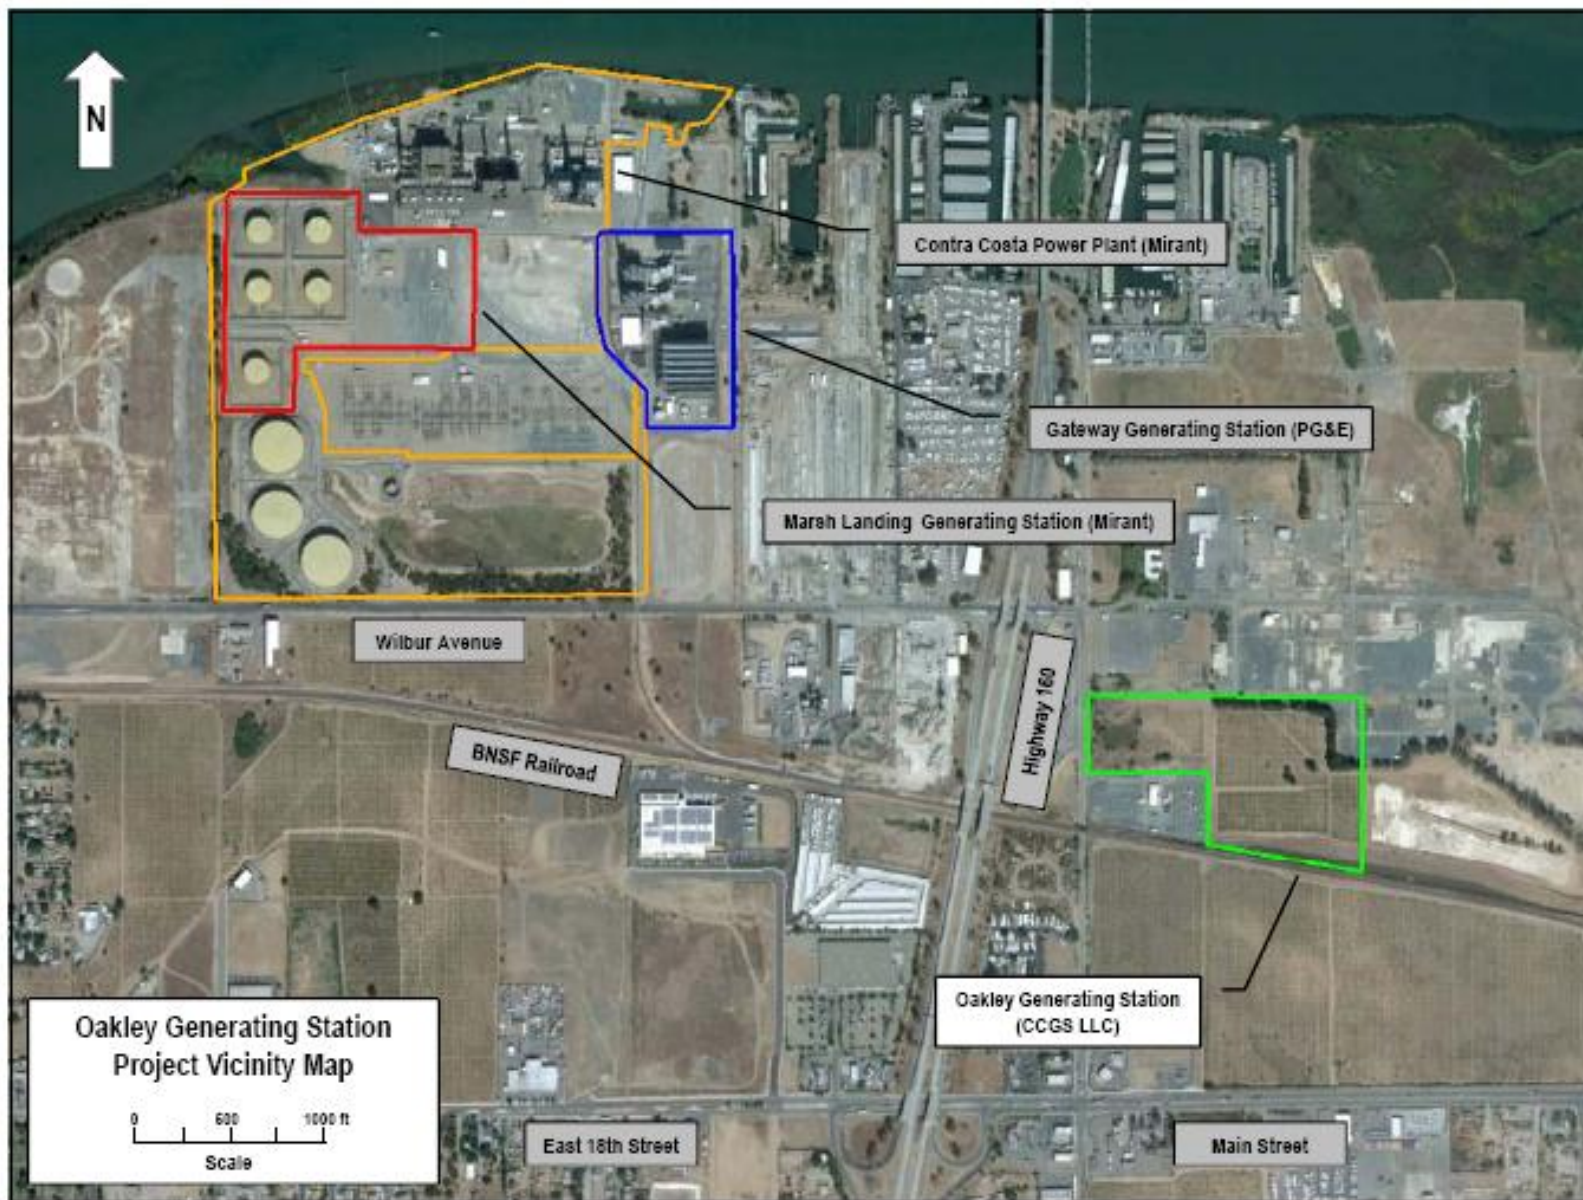 N
Contra Costa Power Plant (Mirant)
Gateway Generating Station (PG&E)
Marsh Landing Generating Station (Mirant)
Wilbur Avenue
Highway 160
BNSF Railroad
Oakley Generating Station
(CCGS LLC)
Oakley Generating Station
Project Vicinity Map
0 500 1000 ft
Scale
East 18th Street
Main Street